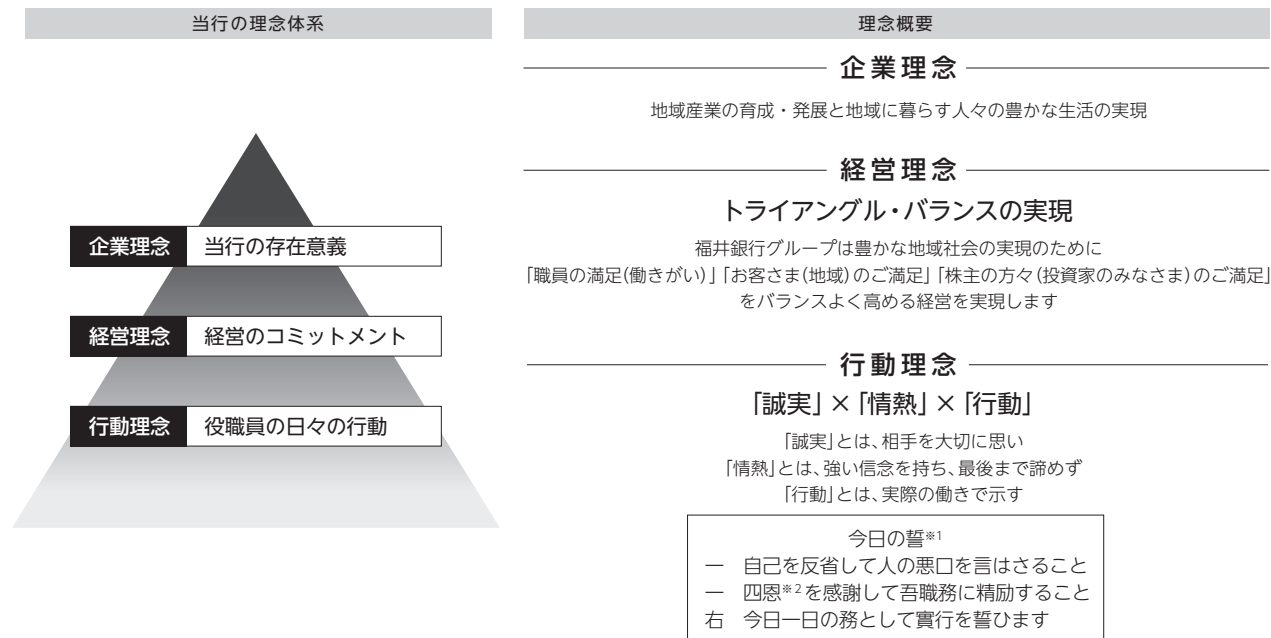 当行の理念体系
企業理念 当行の存在意義
経営理念 経営のコミットメント
行動理念 役職員の日々の行動
理念概要
企業理念
地域産業の育成・発展と地域に暮らす人々の豊かな生活の実現
経営理念
トライアングル・バランスの実現
福井銀行グループは豊かな地域社会の実現のために
「職員の満足(働きがい)」「お客さま(地域)のご満足」「株主の方々(投資家のみなさま)のご満足」
をバランスよく高める経営を実現します
行動理念
「誠実」×「情熱」×「行動」
「誠実」とは、相手を大切に思い
「情熱」とは、強い信念を持ち、最後まで諦めず
「行動」とは、実際の働きで示す
今日の誓※1
一 自己を反省して人の悪口を言はさること
一 四恩※2を感謝して吾職務に精励すること
右 今日一日の務として實行を誓ひます